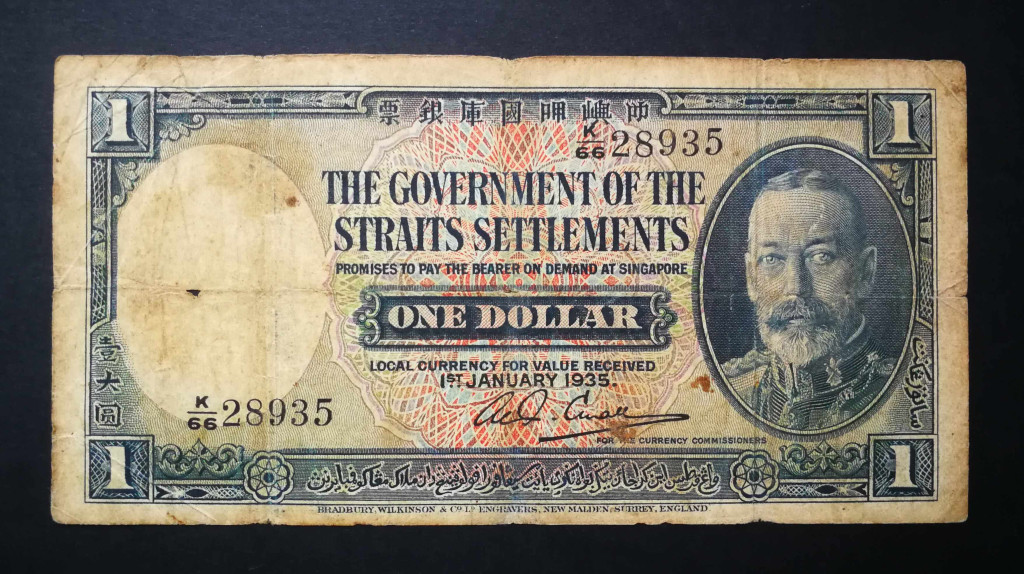 叻嶼呷國庫銀票
1
1
K/66 28935
THE GOVERNMENT OF THE
STRAITS SETTLEMENTS
PROMISES TO PAY THE BEARER ON DEMAND AT SINGAPORE
ONE DOLLAR
LOCAL CURRENCY FOR VALUE RECEIVED
1ST JANUARY 1935
壹大圓
K/66 28935
FOR THE CURRENCY COMMISSIONERS
1
1
BRADBURY, WILKINSON & Co. Ld. ENGRAVERS, NEW MALDEN, SURREY, ENGLAND.